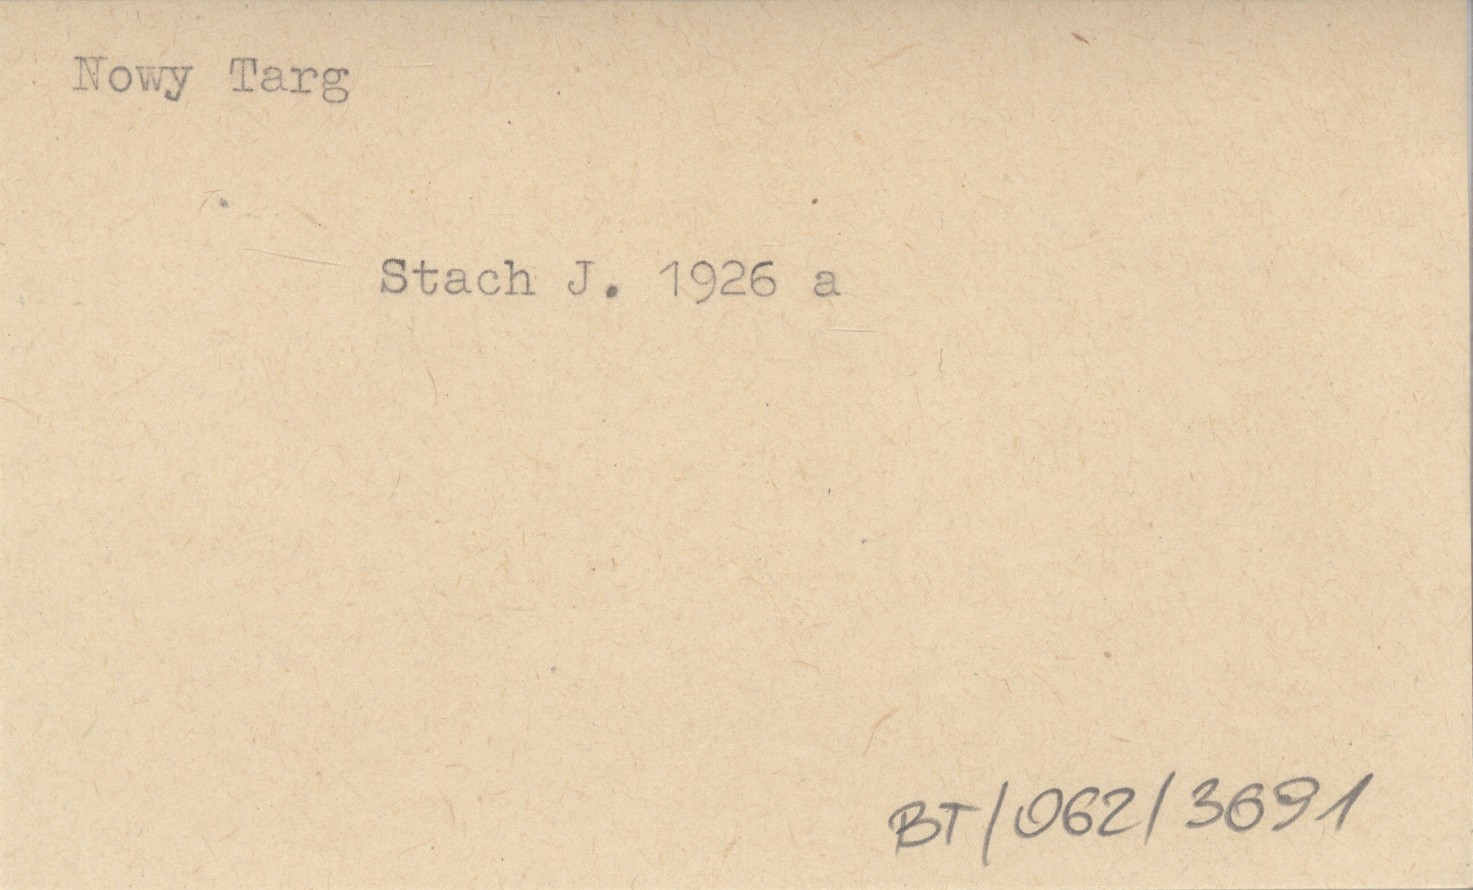 Nowy Targ
Stach J. 1926 a
BT/062/3691